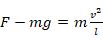 F − mg = m v²/l